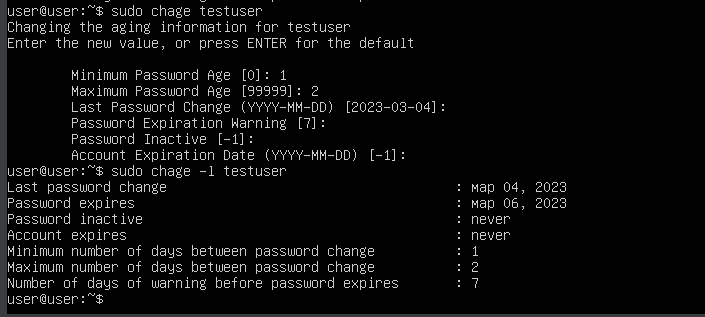 user@user:~$ sudo chage testuser
Changing the aging information for testuser
Enter the new value, or press ENTER for the default
Minimum Password Age [0]: 1
Maximum Password Age [99999]: 2
Last Password Change (YYYY-MM-DD) [2023-03-04]:
Password Expiration Warning [7]:
Password Inactive [-1]:
Account Expiration Date (YYYY-MM-DD) [-1]:
user@user:~$ sudo chage -l testuser
Last password change : мар 04, 2023
Password expires : мар 06, 2023
Password inactive : never
Account expires : never
Minimum number of days between password change : 1
Maximum number of days between password change : 2
Number of days of warning before password expires : 7
user@user:~$